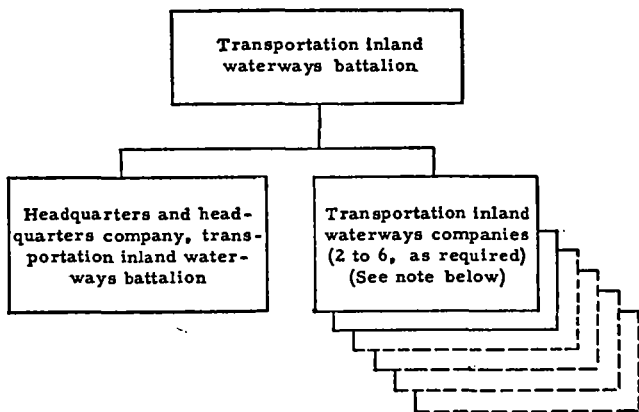 Transportation inland
waterways battalion
Headquarters and head-
quarters company, trans-
portation inland water-
ways battalion
Transportation inland
waterways companies
(2 to 6, as required)
(See note below)